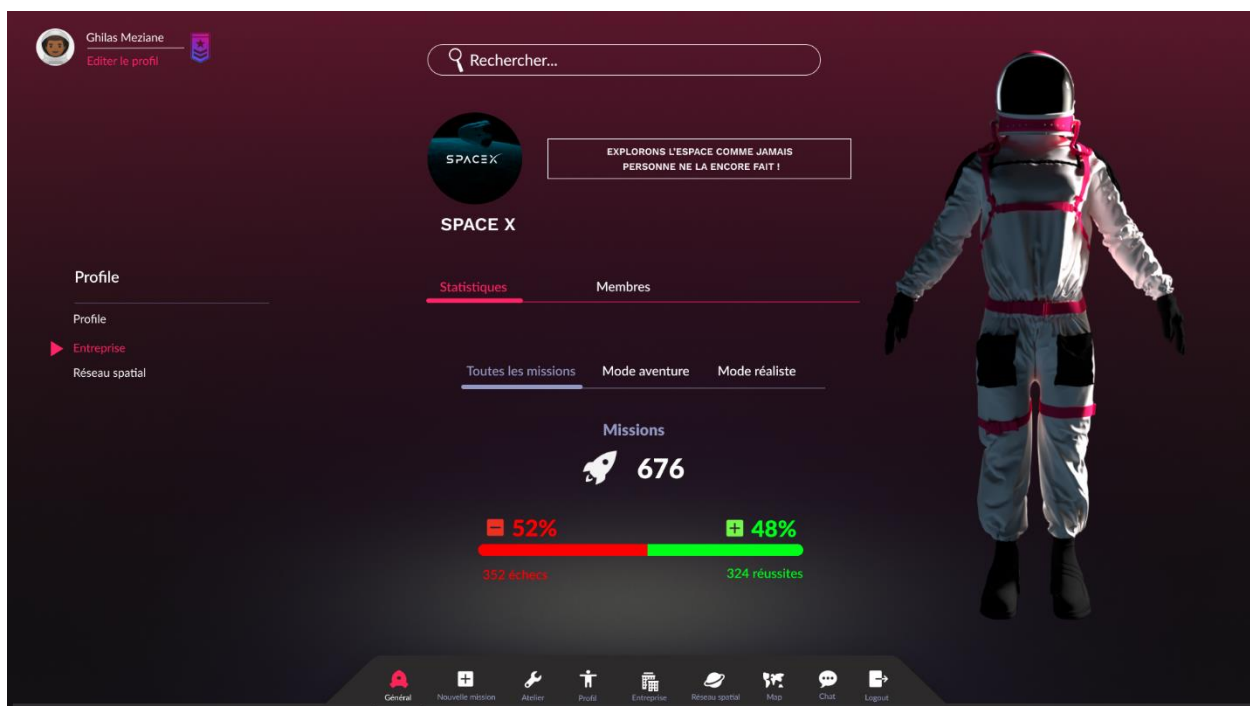 Ghilas Meziane
Editer le profil
Rechercher...
SPACEX
EXPLORONS L'ESPACE COMME JAMAIS
PERSONNE NE LA ENCORE FAIT !
SPACE X
Profile
Profile
Entreprise
Réseau spatial
Statistiques
Membres
Toutes les missions
Mode aventure
Mode réaliste
Missions
676
52%
48%
352 échecs
324 réussites
Général
Nouvelle mission
Atelier
Profil
Entreprise
Réseau spatial
Map
Chat
Logout